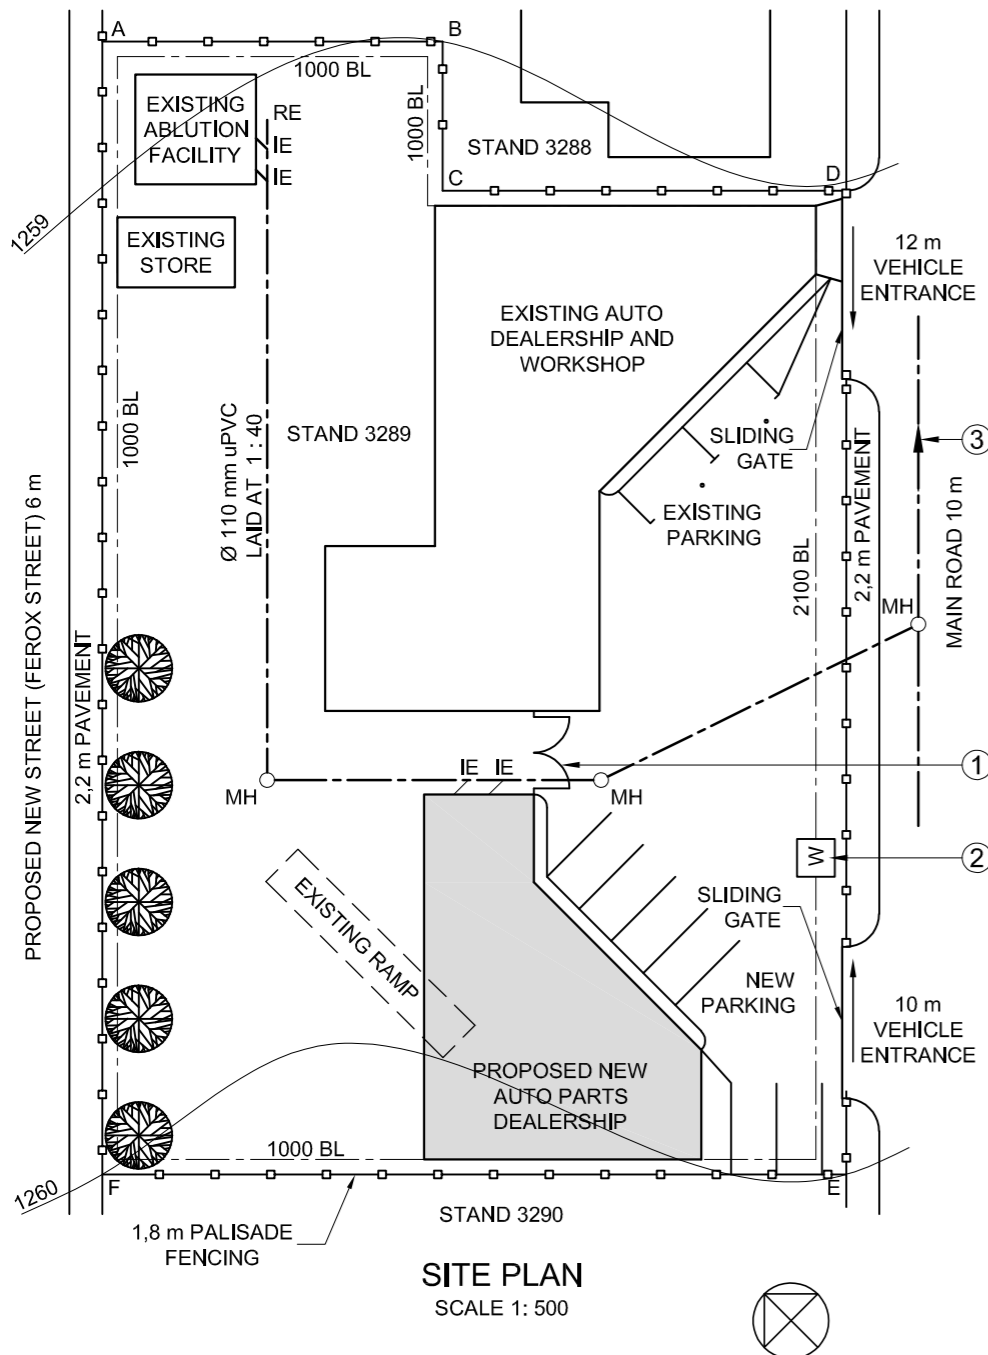 A
B
1000 BL
EXISTING
ABLUTION
FACILITY
RE
IE
IE
1000 BL
STAND 3288
C
D
1259
EXISTING
STORE
12 m
VEHICLE
ENTRANCE
EXISTING AUTO
DEALERSHIP AND
WORKSHOP
1000 BL
Ø 110 mm uPVC
LAID AT 1 : 40
STAND 3289
SLIDING
GATE
2,2 m PAVEMENT
3
EXISTING
PARKING
MAIN ROAD 10 m
2100 BL
MH
PROPOSED NEW STREET (FEROX STREET) 6 m
2,2 m PAVEMENT
IE
IE
1
MH
MH
W
2
EXISTING RAMP
SLIDING
GATE
NEW
PARKING
10 m
VEHICLE
ENTRANCE
PROPOSED NEW
AUTO PARTS
DEALERSHIP
1000 BL
1260
F
E
1,8 m PALISADE
FENCING
STAND 3290
SITE PLAN
SCALE 1: 500